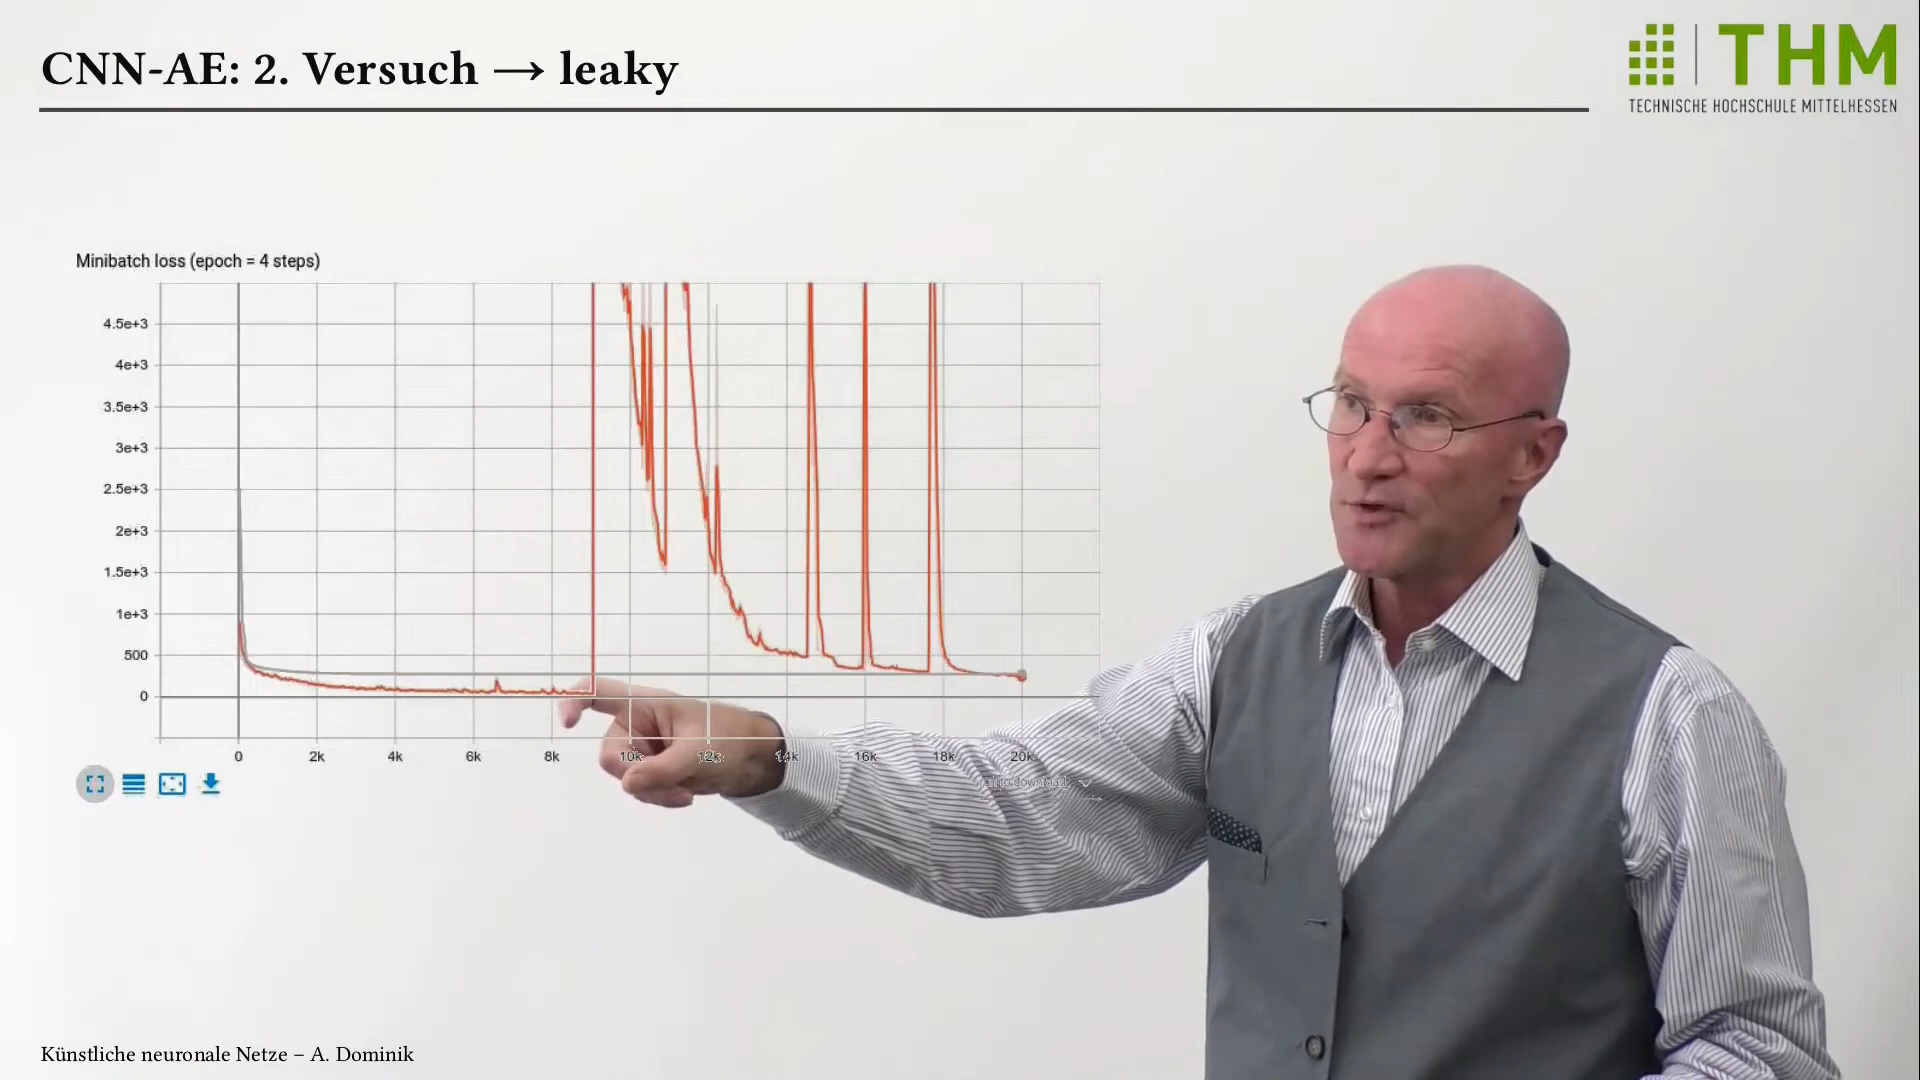 CNN-AE: 2. Versuch → leaky
THM
TECHNISCHE HOCHSCHULE MITTELHESSEN
Minibatch loss (epoch = 4 steps)
4.5e+3
4e+3
3.5e+3
3e+3
2.5e+3
2e+3
1.5e+3
1e+3
500
0
0 2k 4k 6k 8k 10k 12k 14k 16k 18k 20k
Künstliche neuronale Netze – A. Dominik